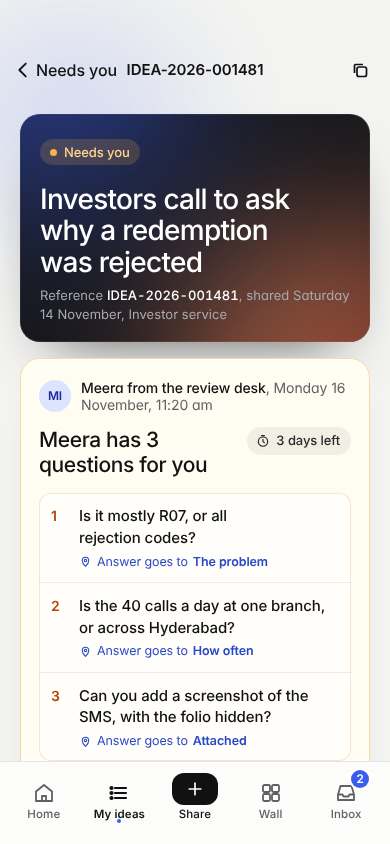 Needs you IDEA-2026-001481
Needs you
Investors call to ask
why a redemption
was rejected
Reference IDEA-2026-001481, shared Saturday
14 November, Investor service
MI
Meera from the review desk, Monday 16
November, 11:20 am
Meera has 3
questions for you
3 days left
1 Is it mostly R07, or all
rejection codes?
Answer goes to The problem
2 Is the 40 calls a day at one branch,
or across Hyderabad?
Answer goes to How often
3 Can you add a screenshot of the
SMS, with the folio hidden?
Answer goes to Attached
2
Home My ideas Share Wall Inbox